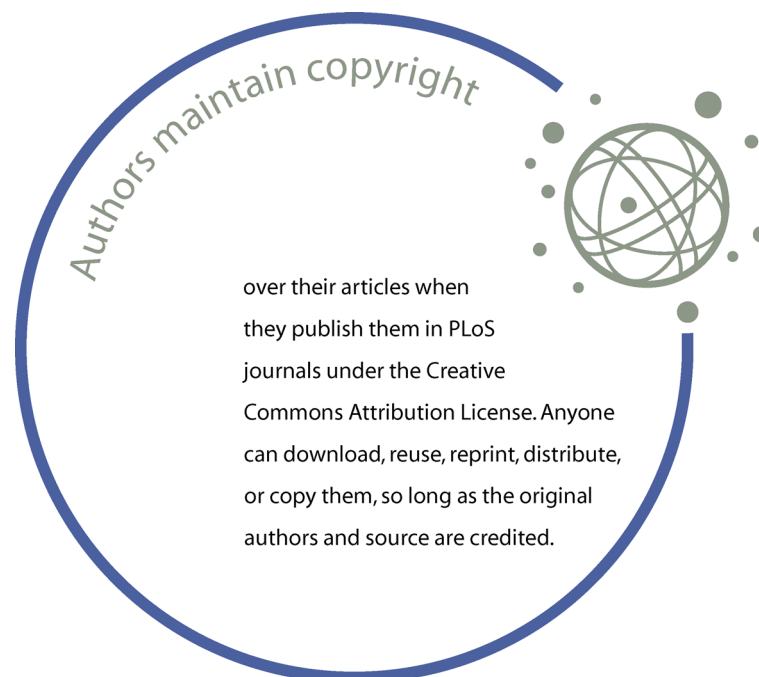 Authors maintain copyright
over their articles when
they publish them in PLoS
journals under the Creative
Commons Attribution License. Anyone
can download, reuse, reprint, distribute,
or copy them, so long as the original
authors and source are credited.